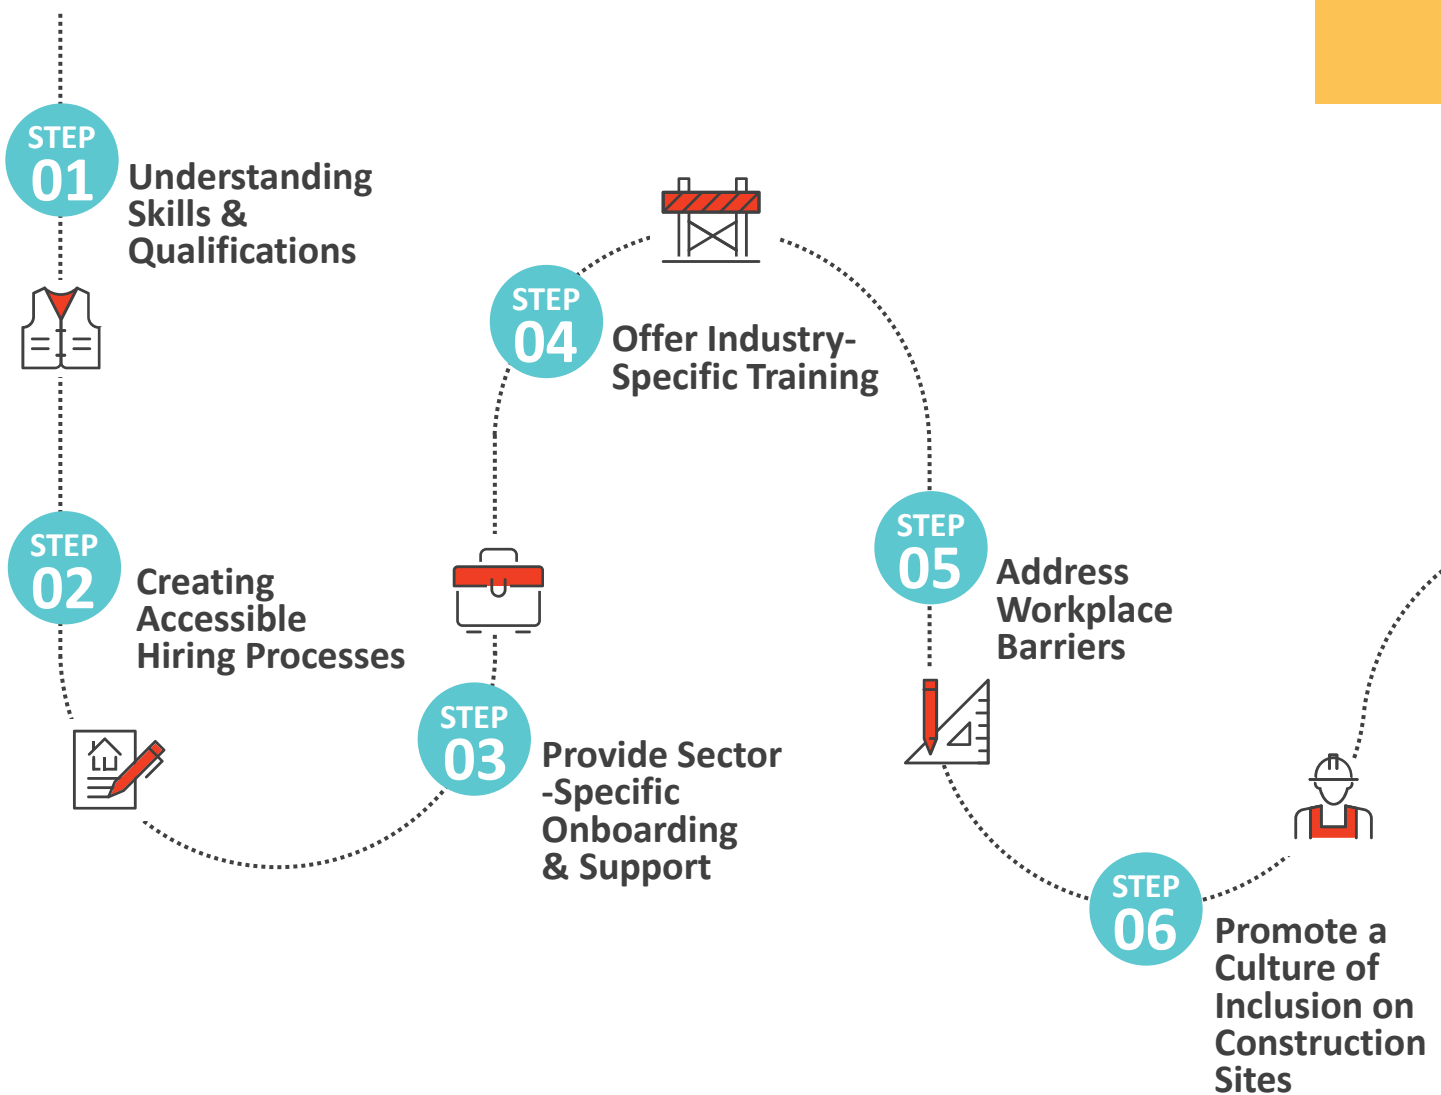 STEP
01
Understanding
Skills &
Qualifications
STEP
02
Creating
Accessible
Hiring Processes
STEP
03
Provide Sector
-Specific
Onboarding
& Support
STEP
04
Offer Industry-
Specific Training
STEP
05
Address
Workplace
Barriers
STEP
06
Promote a
Culture of
Inclusion on
Construction
Sites